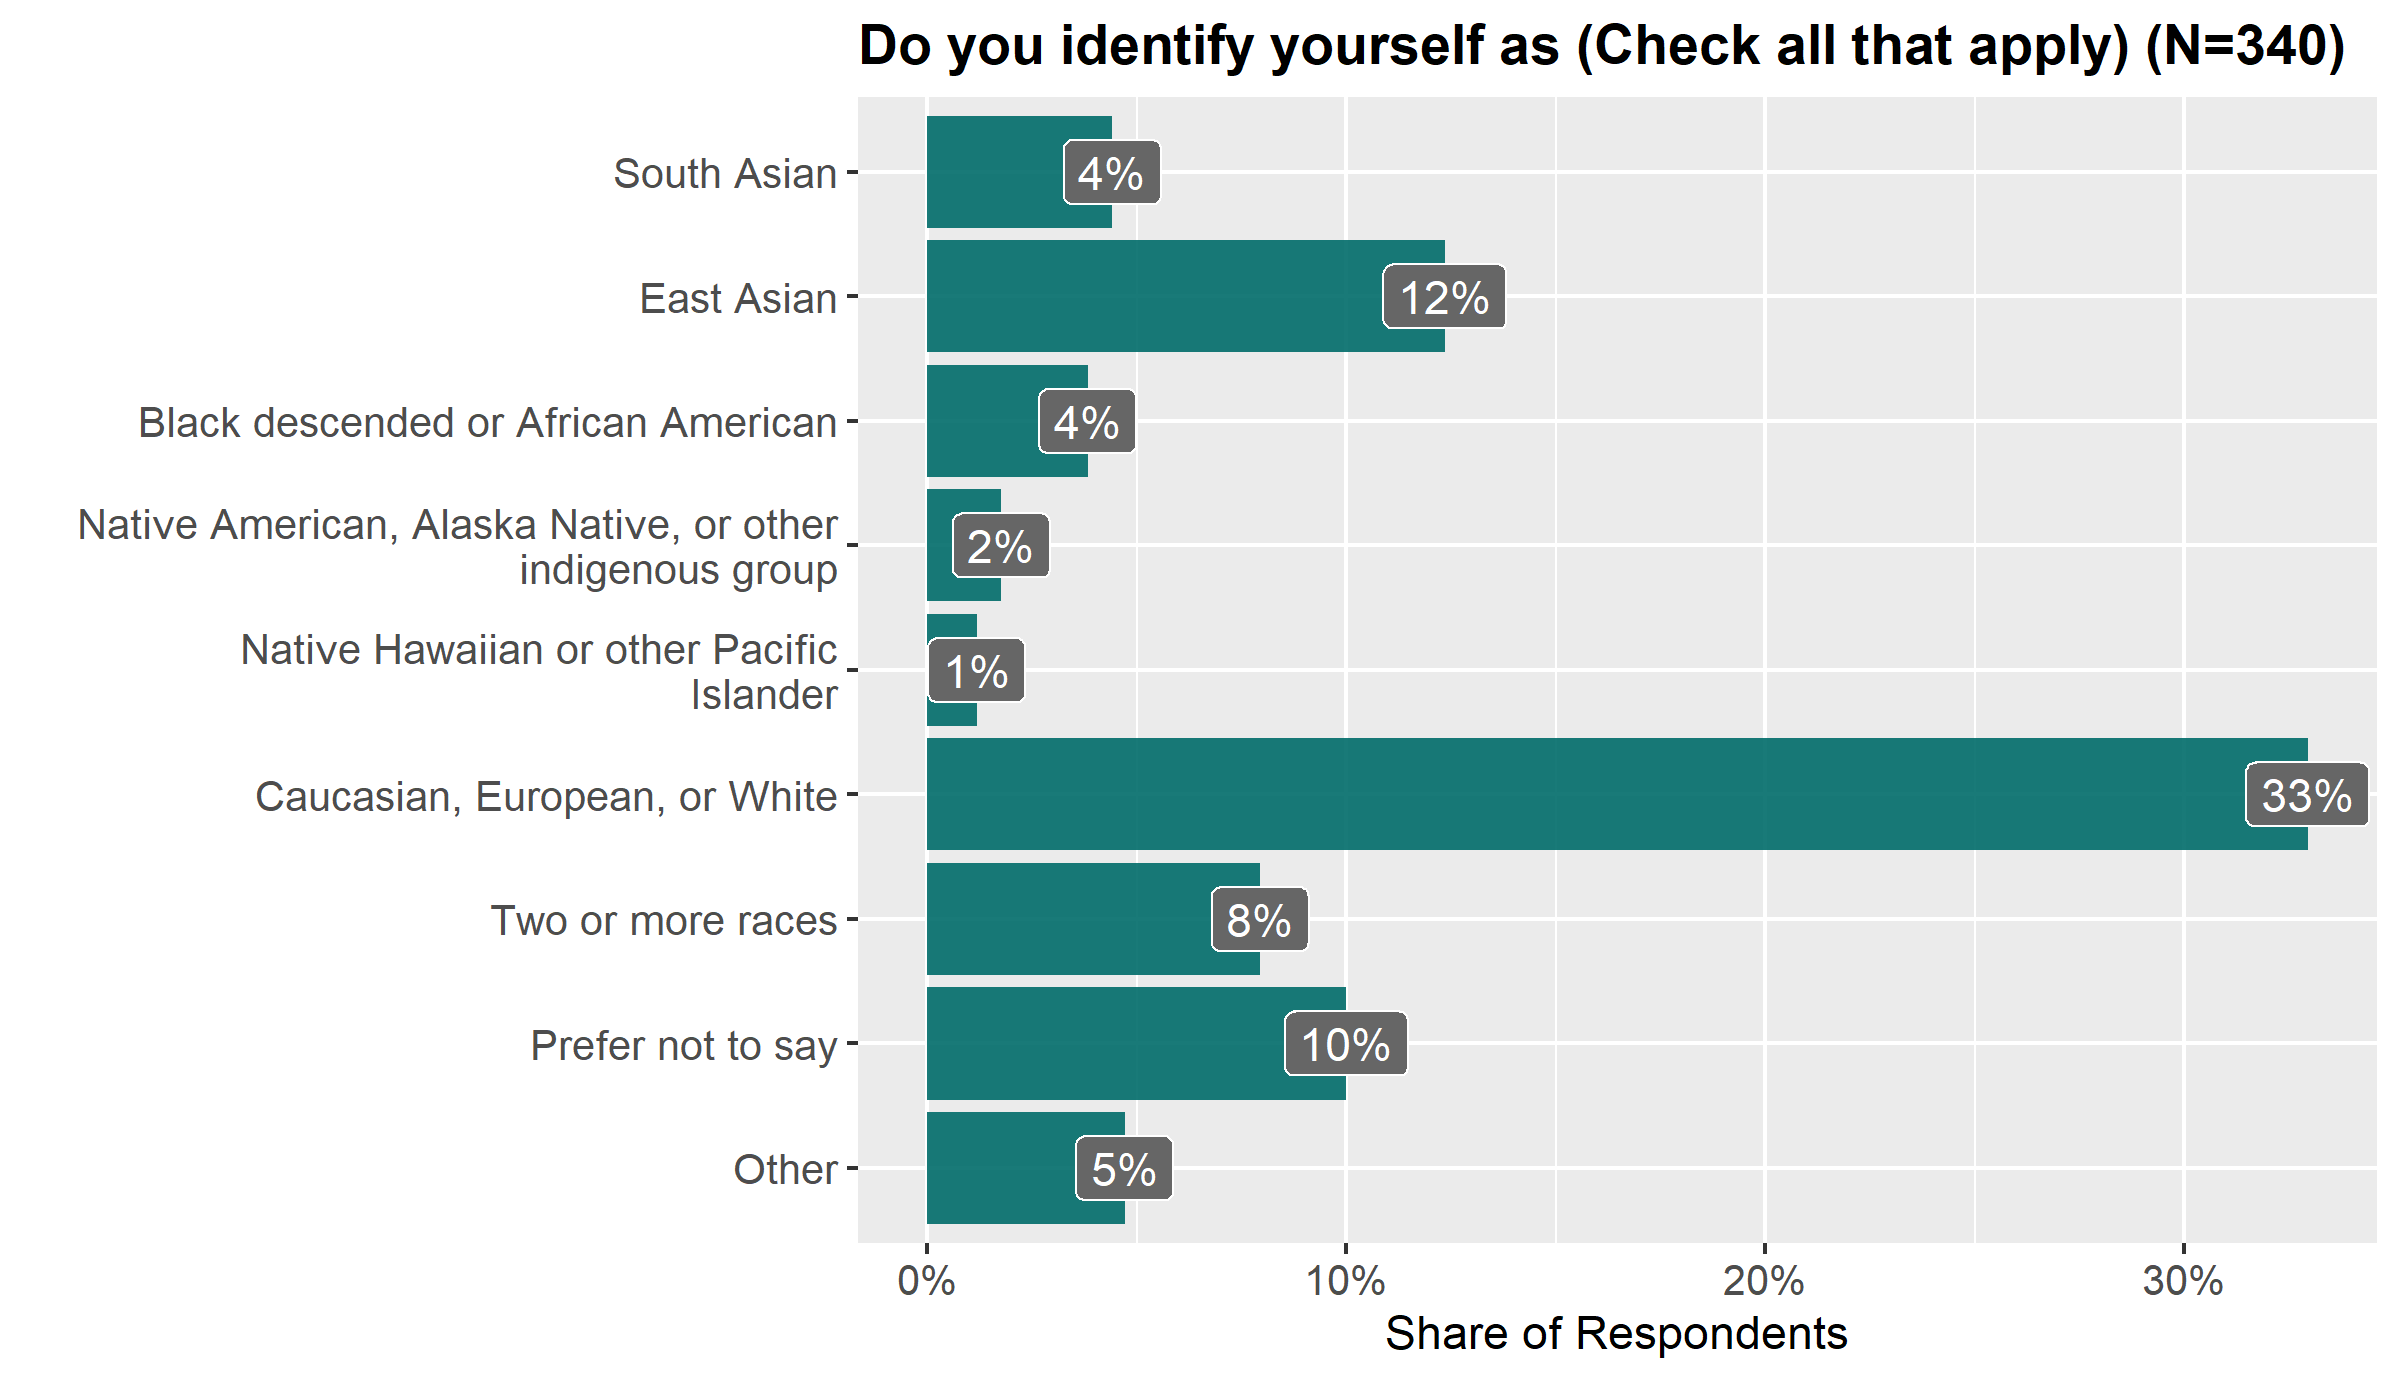 Do you identify yourself as (Check all that apply) (N=340)
South Asian
4%
East Asian
12%
Black descended or African American
4%
Native American, Alaska Native, or other
indigenous group
2%
Native Hawaiian or other Pacific
Islander
1%
Caucasian, European, or White
33%
Two or more races
8%
Prefer not to say
10%
Other
5%
0% 10% 20% 30%
Share of Respondents